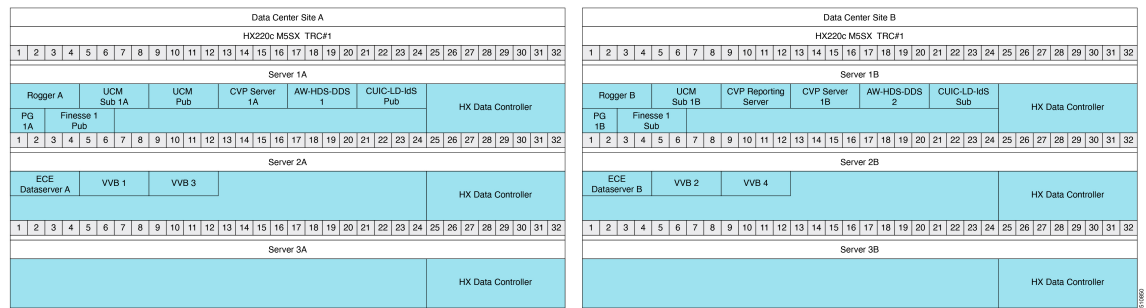 Data Center Site A
HX220c M5SX TRC#1
1 2 3 4 5 6 7 8 9 10 11 12 13 14 15 16 17 18 19 20 21 22 23 24 25 26 27 28 29 30 31 32
Server 1A
Rogger A
UCM
Sub 1A
UCM
Pub
CVP Server
1A
AW-HDS-DDS
1
CUIC-LD-IdS
Pub
HX Data Controller
PG
1A
Finesse 1
Pub
1 2 3 4 5 6 7 8 9 10 11 12 13 14 15 16 17 18 19 20 21 22 23 24 25 26 27 28 29 30 31 32
Server 2A
ECE
Dataserver A
VVB 1
VVB 3
HX Data Controller
1 2 3 4 5 6 7 8 9 10 11 12 13 14 15 16 17 18 19 20 21 22 23 24 25 26 27 28 29 30 31 32
Server 3A
HX Data Controller
Data Center Site B
HX220c M5SX TRC#1
1 2 3 4 5 6 7 8 9 10 11 12 13 14 15 16 17 18 19 20 21 22 23 24 25 26 27 28 29 30 31 32
Server 1B
Rogger B
UCM
Sub 1B
CVP Reporting
Server
CVP Server
1B
AW-HDS-DDS
2
CUIC-LD-IdS
Sub
HX Data Controller
PG
1B
Finesse 1
Sub
1 2 3 4 5 6 7 8 9 10 11 12 13 14 15 16 17 18 19 20 21 22 23 24 25 26 27 28 29 30 31 32
Server 2B
ECE
Dataserver B
VVB 2
VVB 4
HX Data Controller
1 2 3 4 5 6 7 8 9 10 11 12 13 14 15 16 17 18 19 20 21 22 23 24 25 26 27 28 29 30 31 32
Server 3B
HX Data Controller